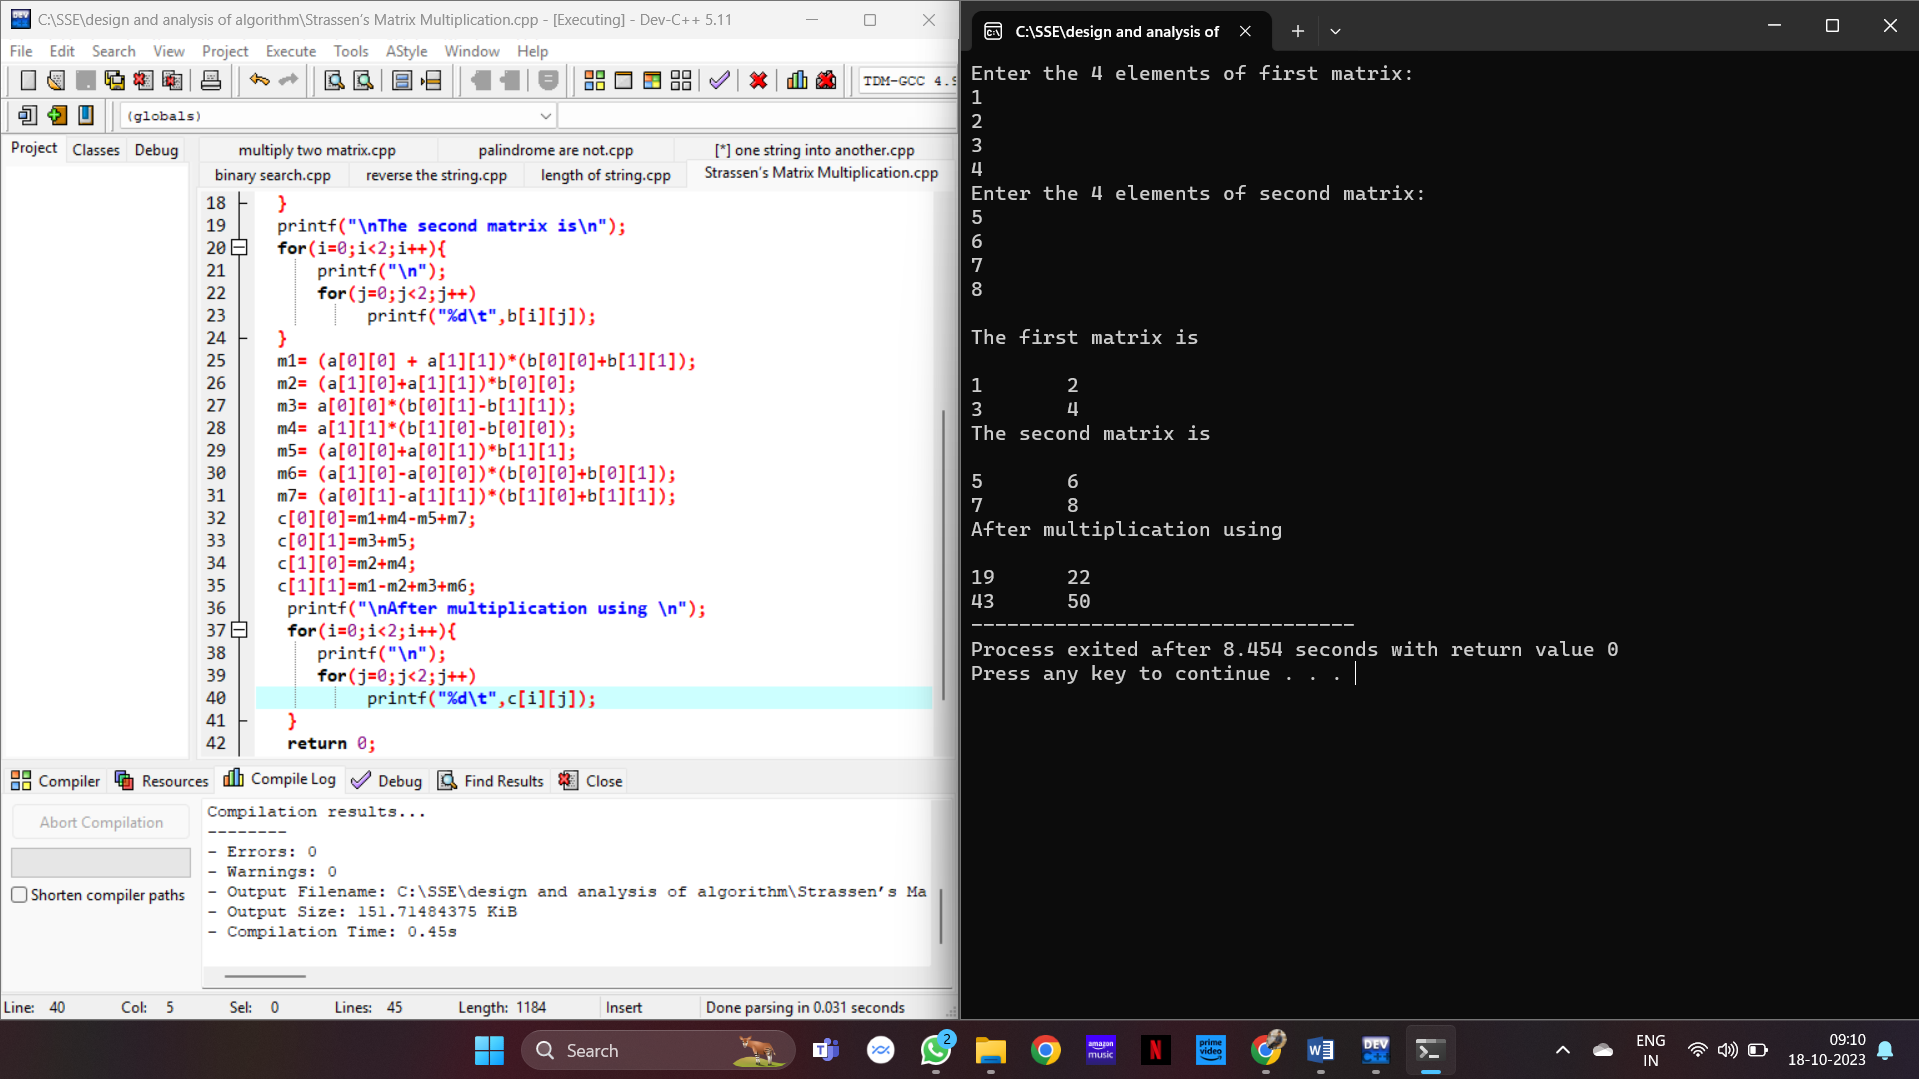 C:\SSE\design and analysis of algorithm\Strassen’s Matrix Multiplication.cpp - [Executing] - Dev-C++ 5.11
File Edit Search View Project Execute Tools AStyle Window Help
TDM-GCC 4.9
(globals)
Project Classes Debug
multiply two matrix.cpp palindrome are not.cpp [*] one string into another.cpp
binary search.cpp reverse the string.cpp length of string.cpp Strassen’s Matrix Multiplication.cpp
18 }
19 printf("\nThe second matrix is\n");
20 for(i=0;i<2;i++){
21 printf("\n");
22 for(j=0;j<2;j++)
23 printf("%d\t",b[i][j]);
24 }
25 m1= (a[0][0] + a[1][1])*(b[0][0]+b[1][1]);
26 m2= (a[1][0]+a[1][1])*b[0][0];
27 m3= a[0][0]*(b[0][1]-b[1][1]);
28 m4= a[1][1]*(b[1][0]-b[0][0]);
29 m5= (a[0][0]+a[0][1])*b[1][1];
30 m6= (a[1][0]-a[0][0])*(b[0][0]+b[0][1]);
31 m7= (a[0][1]-a[1][1])*(b[1][0]+b[1][1]);
32 c[0][0]=m1+m4-m5+m7;
33 c[0][1]=m3+m5;
34 c[1][0]=m2+m4;
35 c[1][1]=m1-m2+m3+m6;
36 printf("\nAfter multiplication using \n");
37 for(i=0;i<2;i++){
38 printf("\n");
39 for(j=0;j<2;j++)
40 printf("%d\t",c[i][j]);
41 }
42 return 0;
Compiler Resources Compile Log Debug Find Results Close
Abort Compilation
Shorten compiler paths
Compilation results...
--------
- Errors: 0
- Warnings: 0
- Output Filename: C:\SSE\design and analysis of algorithm\Strassen’s Ma
- Output Size: 151.71484375 KiB
- Compilation Time: 0.45s
Line: 40 Col: 5 Sel: 0 Lines: 45 Length: 1184 Insert Done parsing in 0.031 seconds
C:\SSE\design and analysis of
Enter the 4 elements of first matrix:
1
2
3
4
Enter the 4 elements of second matrix:
5
6
7
8
The first matrix is
1 2
3 4
The second matrix is
5 6
7 8
After multiplication using
19 22
43 50
--------------------------------
Process exited after 8.454 seconds with return value 0
Press any key to continue . . .
Search
2
amazon music
N
prime video
DEV C++
ENG
IN
09:10
18-10-2023